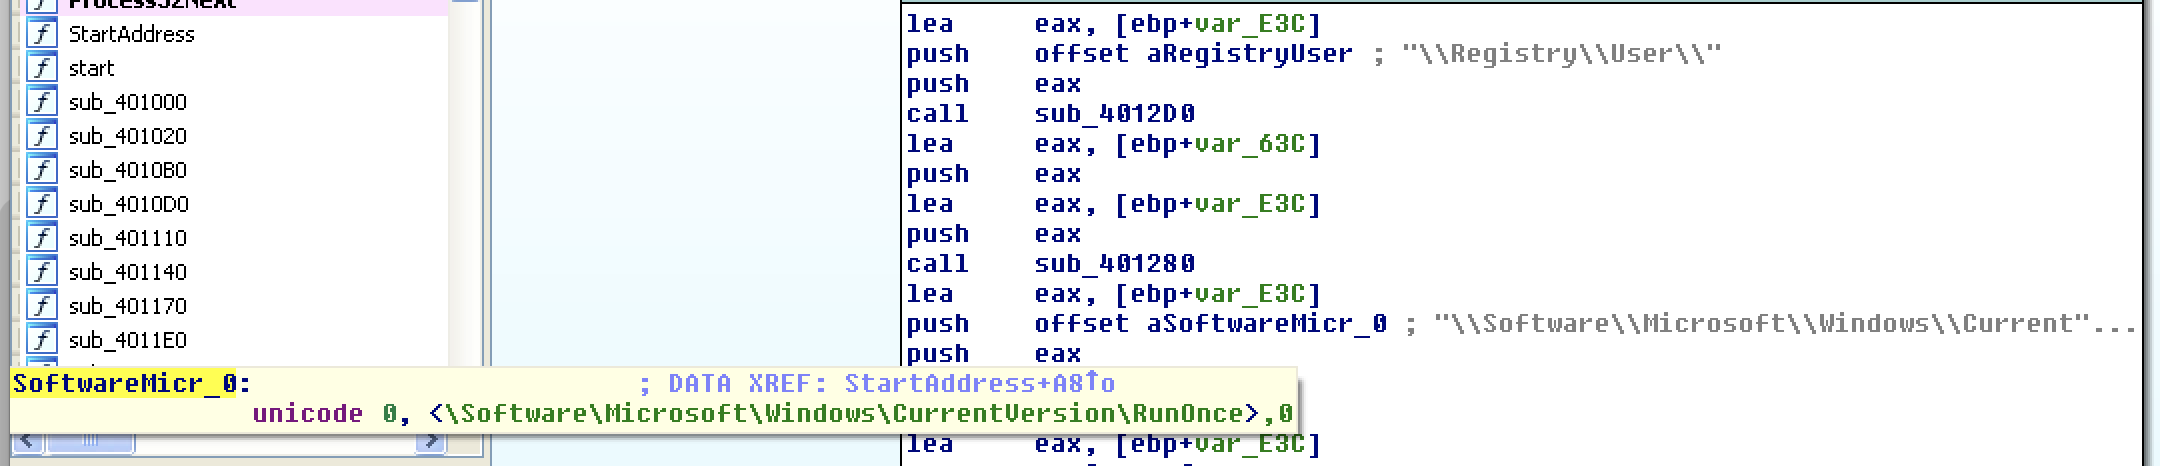 StartAddress
start
sub_401000
sub_401020
sub_4010B0
sub_4010D0
sub_401110
sub_401140
sub_401170
sub_4011E0
lea eax, [ebp+var_E3C]
push offset aRegistryUser ; "\\Registry\\User\\"
push eax
call sub_4012D0
lea eax, [ebp+var_63C]
push eax
lea eax, [ebp+var_E3C]
push eax
call sub_401280
lea eax, [ebp+var_E3C]
push offset aSoftwareMicr_0 ; "\\Software\\Microsoft\\Windows\\Current"...
push eax
SoftwareMicr_0: ; DATA XREF: StartAddress+A8↑o
unicode 0, <\Software\Microsoft\Windows\CurrentVersion\RunOnce>,0
lea eax, [ebp+var_E3C]